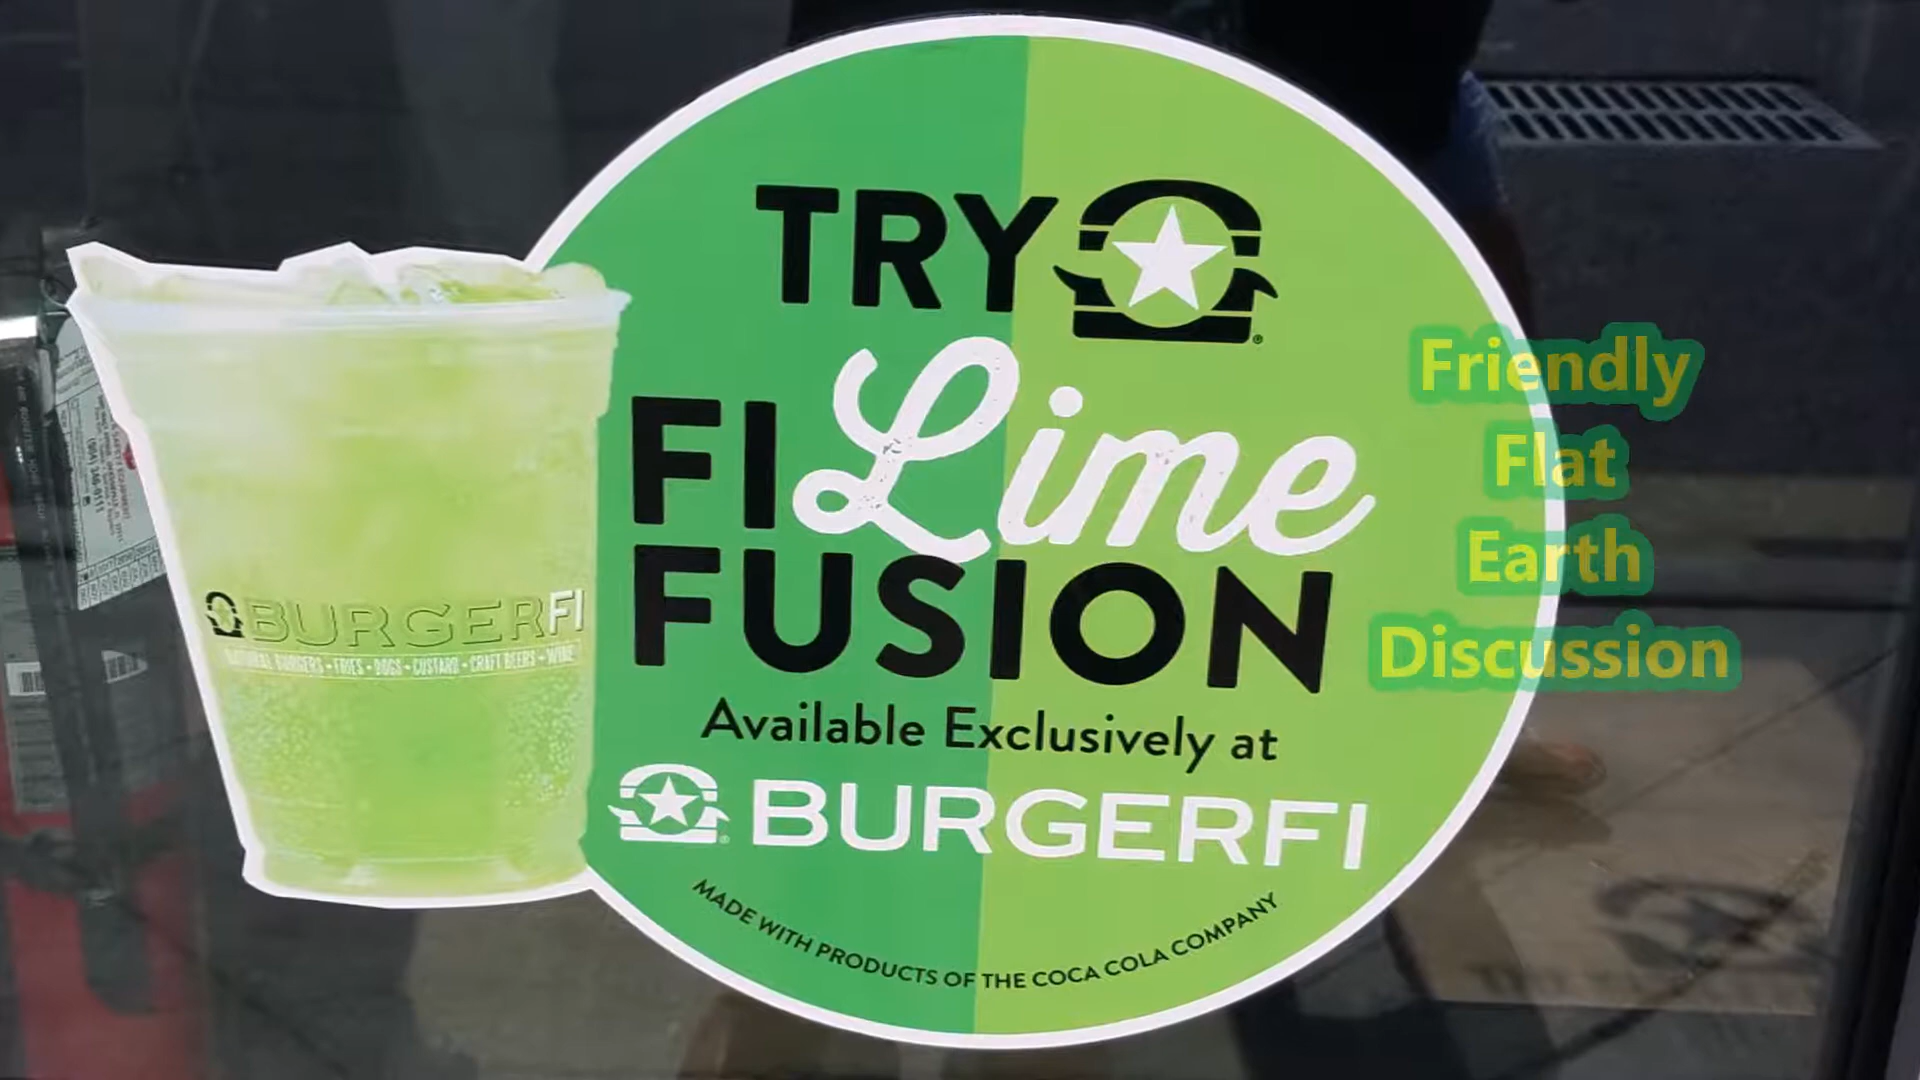 TRY
FI Lime
FUSION
Available Exclusively at
BURGERFI
MADE WITH PRODUCTS OF THE COCA COLA COMPANY
BURGERFI
NATURAL BURGERS • FRIES • DOGS • CUSTARD • CRAFT BEERS • WINE
Friendly
Flat
Earth
Discussion